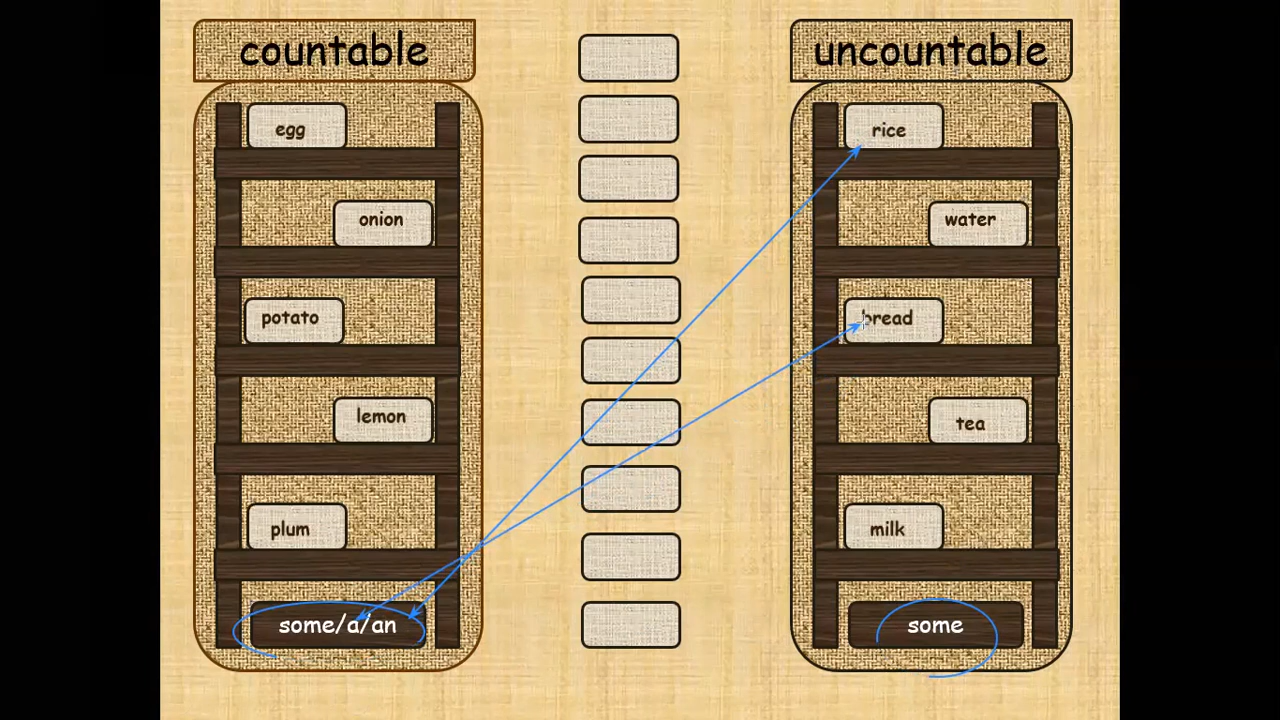 countable
egg
onion
potato
lemon
plum
some/a/an
uncountable
rice
water
bread
tea
milk
some